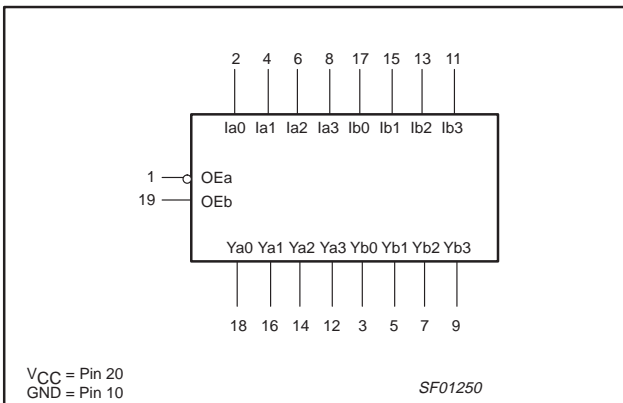 2 4 6 8 17 15 13 11
Ia0 Ia1 Ia2 Ia3 Ib0 Ib1 Ib2 Ib3
1 OEa
19 OEb
Ya0 Ya1 Ya2 Ya3 Yb0 Yb1 Yb2 Yb3
18 16 14 12 3 5 7 9
VCC = Pin 20
GND = Pin 10
SF01250